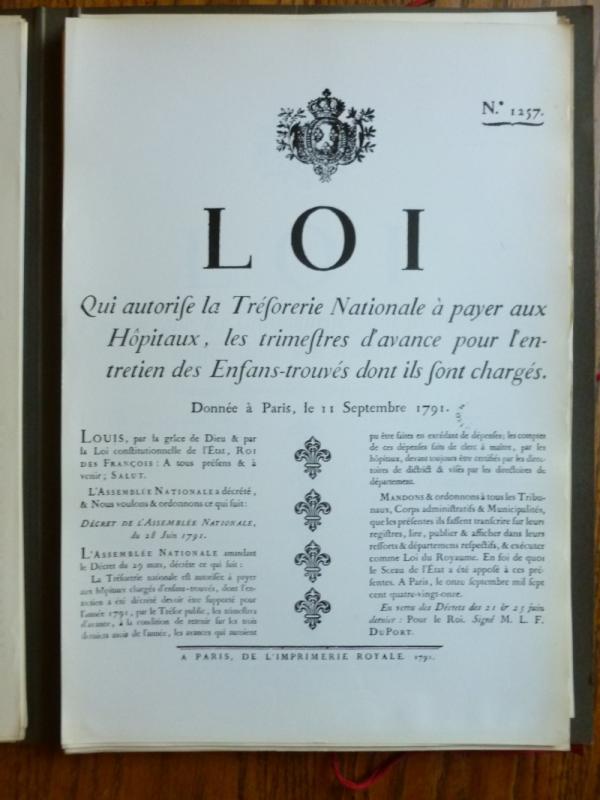 N.º 1257.
LOI
Qui autoriſe la Tréſorerie Nationale à payer aux
Hôpitaux, les trimeſtres d'avance pour l'en-
tretien des Enfans-trouvés dont ils ſont chargés.
Donnée à Paris, le 11 Septembre 1791.
LOUIS, par la grâce de Dieu & par
la Loi conſtitutionnelle de l'Etat, ROI
DES FRANÇOIS: A tous préſens & à
venir; SALUT.
L'ASSEMBLÉE NATIONALE a décrété,
& Nous voulons & ordonnons ce qui ſuit:
DÉCRET DE L'ASSEMBLÉE NATIONALE,
du 28 Juin 1791.
L'ASSEMBLÉE NATIONALE amendant
le Décret du 29 mars, décrète ce qui ſuit:
La Tréſorerie nationale eſt autoriſée à payer
aux hôpitaux chargés d'enfans-trouvés, dont l'en-
tretien a été décrété devoir être ſupporté pour
l'année 1791, par le Tréſor public, les trimeſtres
d'avance, à la condition de retenir ſur les trois
derniers mois de l'année, les avances qui auroient
pu être faites en excédant de dépenſes; les comptes
de ces dépenſes faits de clerc à maître, par les
hôpitaux, devant toujours être certifiés par les direc-
toires de diſtrict & viſés par les directoires de
département.
MANDONS & ordonnons à tous les Tribu-
naux, Corps adminiſtratifs & Municipalités,
que les préſentes ils faſſent tranſcrire ſur leurs
regiſtres, lire, publier & afficher dans leurs
reſſorts & départemens reſpectifs, & exécuter
comme Loi du Royaume. En foi de quoi
le Sceau de l'Etat a été appoſé à ces pré-
ſentes. A Paris, le onze ſeptembre mil ſept
cent quatre-vingt-onze.
En vertu des Décrets des 21 & 25 juin
dernier: Pour le Roi. Signé M. L. F.
DUPORT.
A PARIS, DE L'IMPRIMERIE ROYALE 1791.